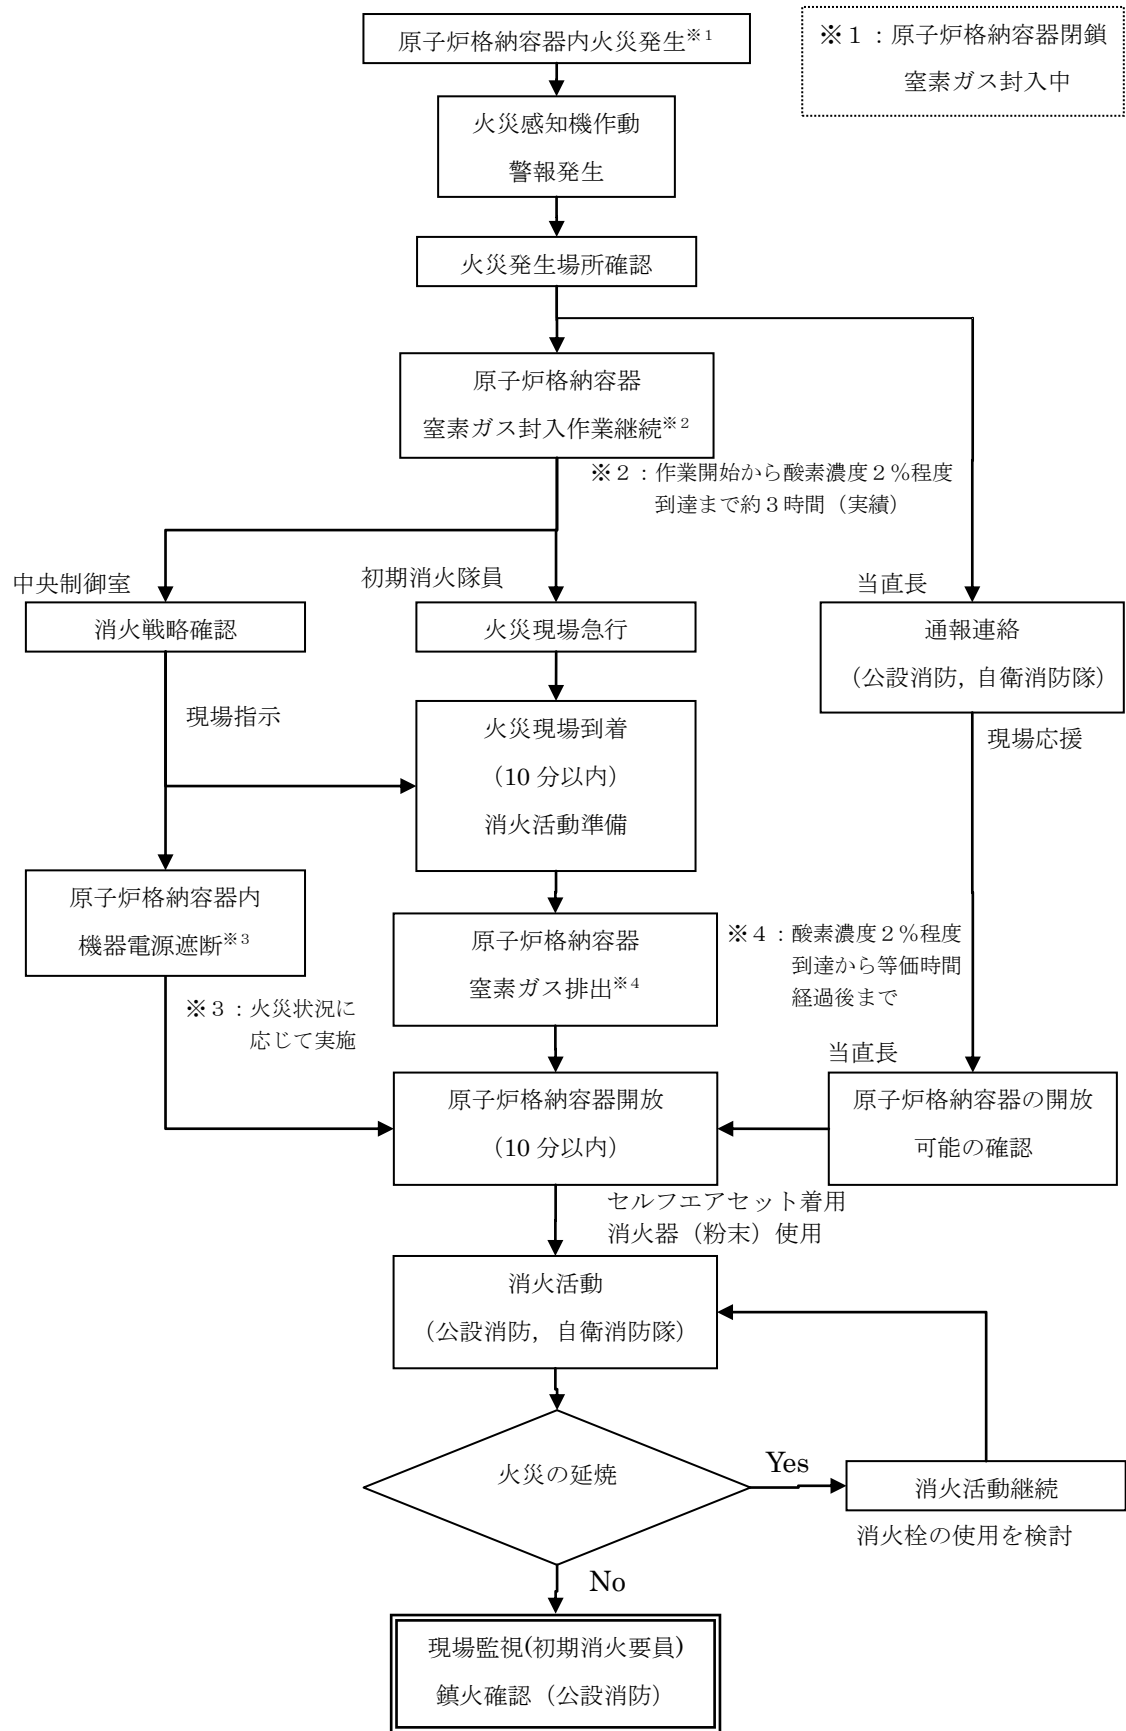 原子炉格納容器内火災発生※1
※１：原子炉格納容器閉鎖
窒素ガス封入中
火災感知機作動
警報発生
火災発生場所確認
原子炉格納容器
窒素ガス封入作業継続※2
※２：作業開始から酸素濃度２％程度
到達まで約３時間（実績）
中央制御室
初期消火隊員
当直長
消火戦略確認
火災現場急行
通報連絡
（公設消防，自衛消防隊）
現場指示
火災現場到着
（10 分以内）
消火活動準備
現場応援
原子炉格納容器内
機器電源遮断※3
原子炉格納容器
窒素ガス排出※4
※４：酸素濃度２％程度
到達から等価時間
経過後まで
※３：火災状況に
応じて実施
当直長
原子炉格納容器開放
（10 分以内）
原子炉格納容器の開放
可能の確認
セルフエアセット着用
消火器（粉末）使用
消火活動
（公設消防，自衛消防隊）
火災の延焼
Yes
消火活動継続
消火栓の使用を検討
No
現場監視(初期消火要員)
鎮火確認（公設消防）